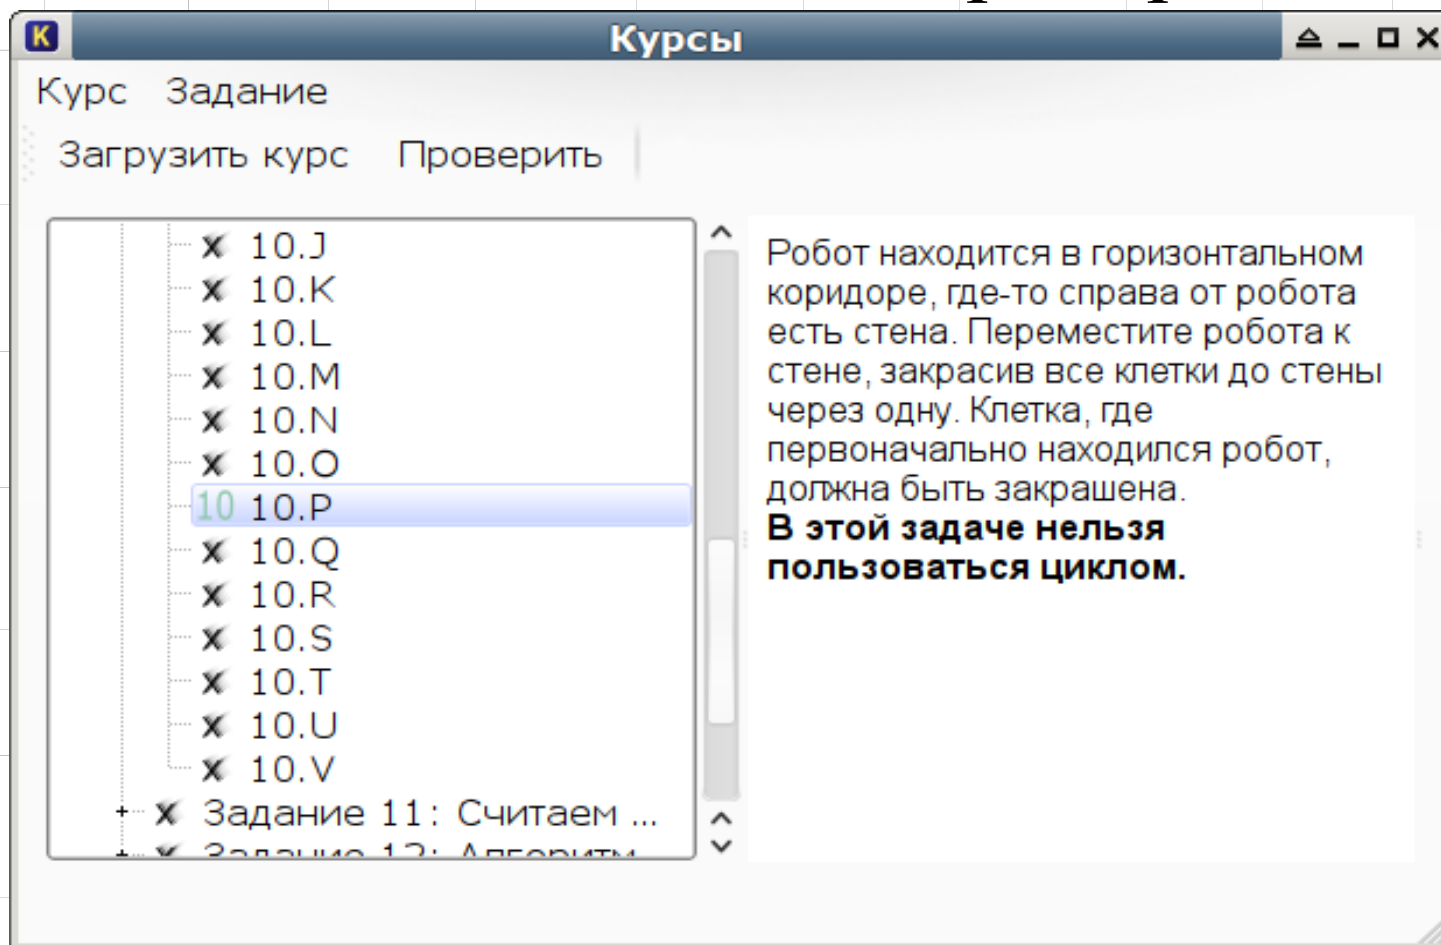 К
Курсы
Курс Задание
Загрузить курс Проверить
10.J
10.K
10.L
10.M
10.N
10.O
10 10.P
10.Q
10.R
10.S
10.T
10.U
10.V
Задание 11: Считаем ...
Задание 12: Алгоритм
Робот находится в горизонтальном
коридоре, где-то справа от робота
есть стена. Переместите робота к
стене, закрасив все клетки до стены
через одну. Клетка, где
первоначально находился робот,
должна быть закрашена.
В этой задаче нельзя
пользоваться циклом.